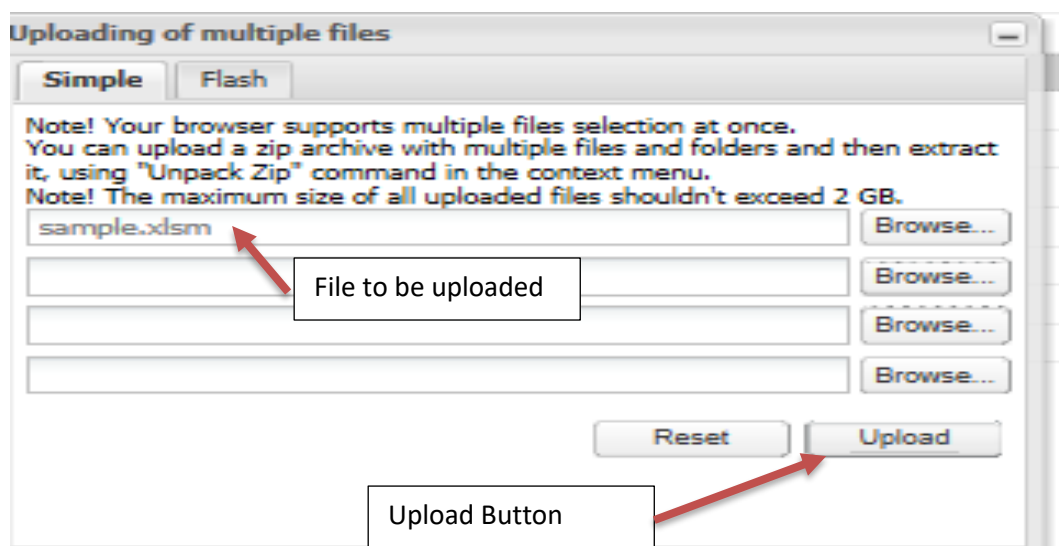 Uploading of multiple files
Simple Flash
Note! Your browser supports multiple files selection at once.
You can upload a zip archive with multiple files and folders and then extract
it, using "Unpack Zip" command in the context menu.
Note! The maximum size of all uploaded files shouldn't exceed 2 GB.
sample.xlsm Browse...
Browse...
File to be uploaded
Browse...
Browse...
Reset Upload
Upload Button